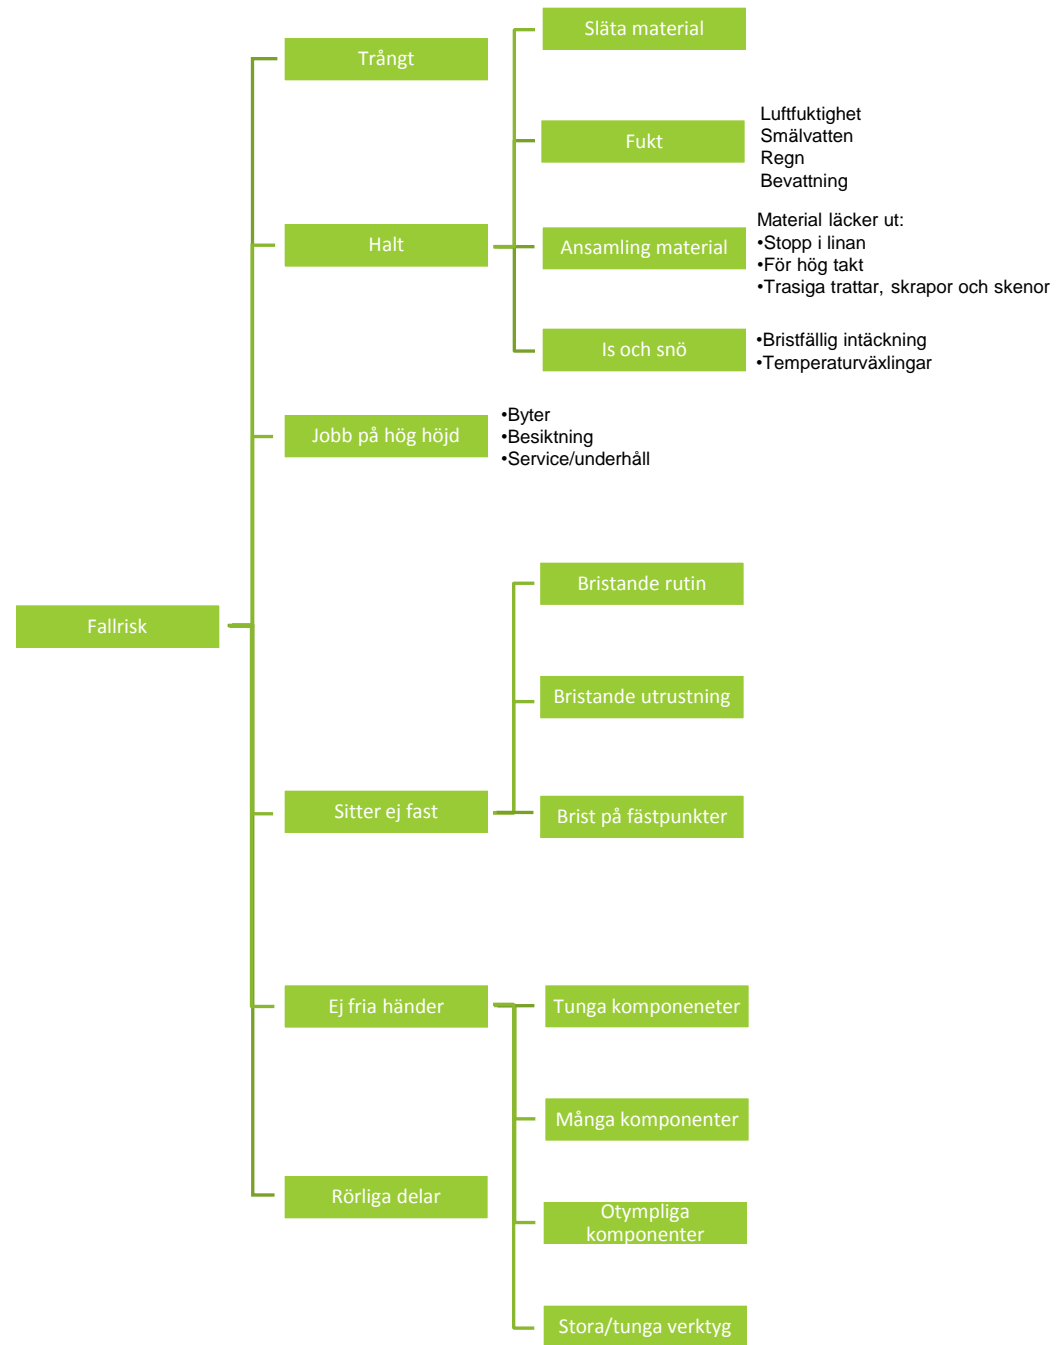 Fallrisk
Trångt
Halt
Släta material
Fukt
Luftfuktighet
Smälvatten
Regn
Bevattning
Ansamling material
Material läcker ut:
•Stopp i linan
•För hög takt
•Trasiga trattar, skrapor och skenor
Is och snö
•Bristfällig intäckning
•Temperaturväxlingar
Jobb på hög höjd
•Byter
•Besiktning
•Service/underhåll
Sitter ej fast
Bristande rutin
Bristande utrustning
Brist på fästpunkter
Ej fria händer
Tunga komponeneter
Många komponenter
Otympliga
komponenter
Stora/tunga verktyg
Rörliga delar